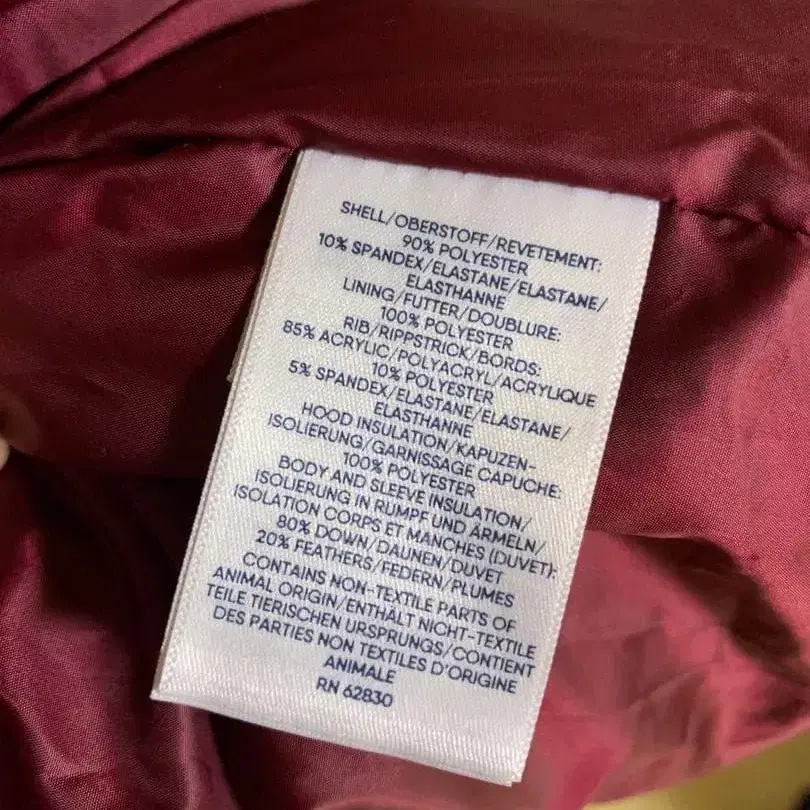 SHELL/OBERSTOFF/REVETEMENT:
90% POLYESTER
10% SPANDEX/ELASTANE/ELASTANE/
ELASTHANNE
LINING/FUTTER/DOUBLURE:
100% POLYESTER
RIB/RIPPSTRICK/BORDS:
85% ACRYLIC/POLYACRYL/ACRYLIQUE
10% POLYESTER
5% SPANDEX/ELASTANE/ELASTANE/
ELASTHANNE
HOOD INSULATION/KAPUZEN-
ISOLIERUNG/GARNISSAGE CAPUCHE:
100% POLYESTER
BODY AND SLEEVE INSULATION/
ISOLIERUNG IN RUMPF UND ÄRMELN/
ISOLATION CORPS ET MANCHES (DUVET):
80% DOWN/DAUNEN/DUVET
20% FEATHERS/FEDERN/PLUMES
CONTAINS NON-TEXTILE PARTS OF
ANIMAL ORIGIN/ENTHÄLT NICHT-TEXTILE
TEILE TIERISCHEN URSPRUNGS/CONTIENT
DES PARTIES NON TEXTILES D'ORIGINE
ANIMALE
RN 62830